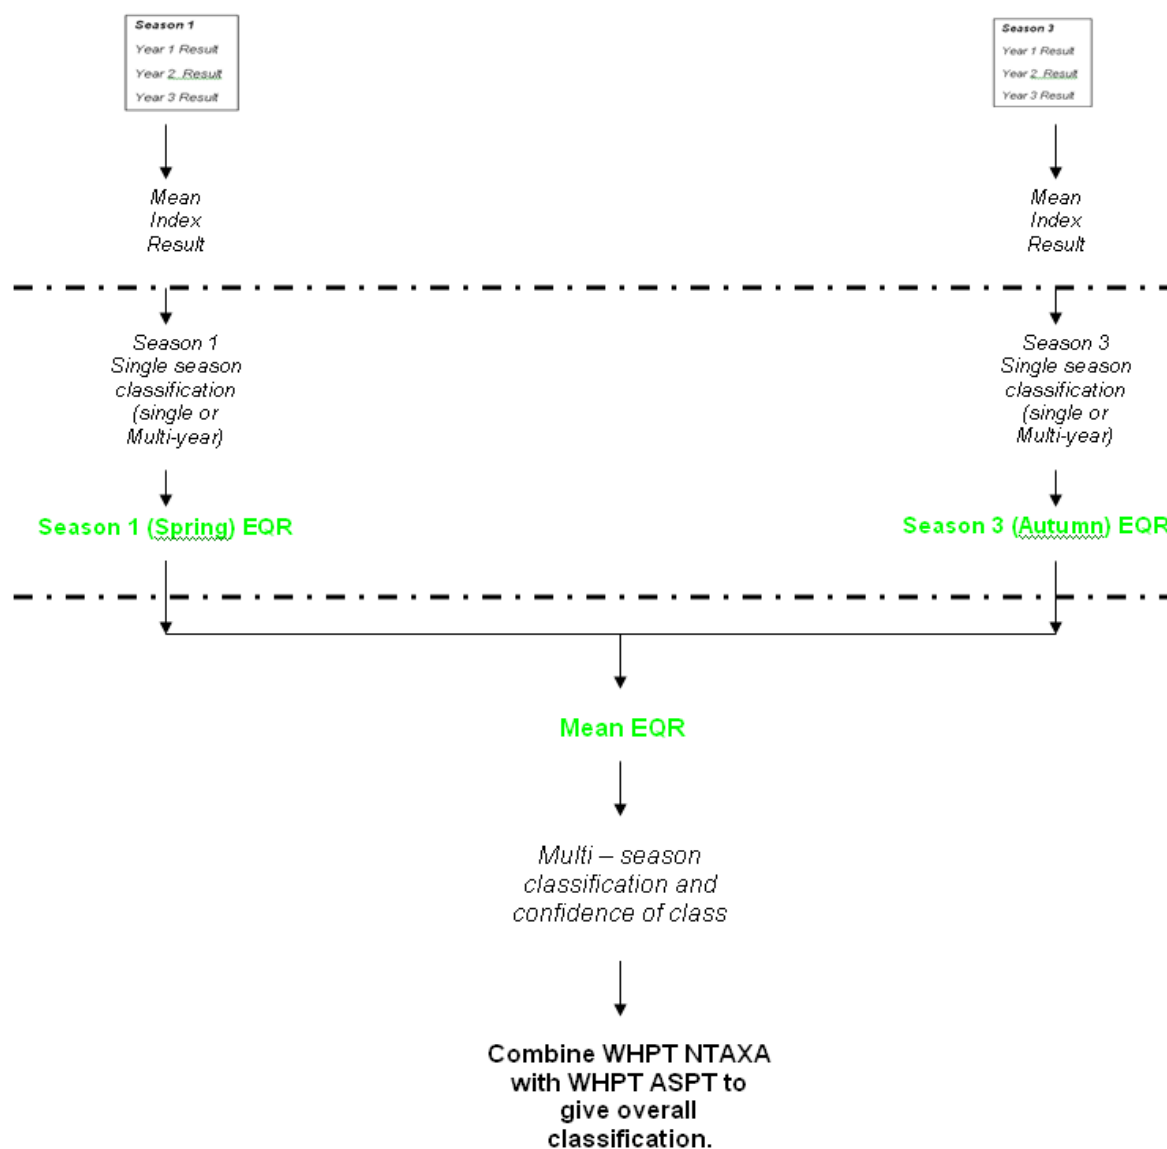 Season 1
Year 1 Result
Year 2 Result
Year 3 Result
Season 3
Year 1 Result
Year 2 Result
Year 3 Result
Mean
Index
Result
Mean
Index
Result
Season 1
Single season
classification
(single or
Multi-year)
Season 3
Single season
classification
(single or
Multi-year)
Season 1 (Spring) EQR
Season 3 (Autumn) EQR
Mean EQR
Multi – season
classification and
confidence of class
Combine WHPT NTAXA
with WHPT ASPT to
give overall
classification.